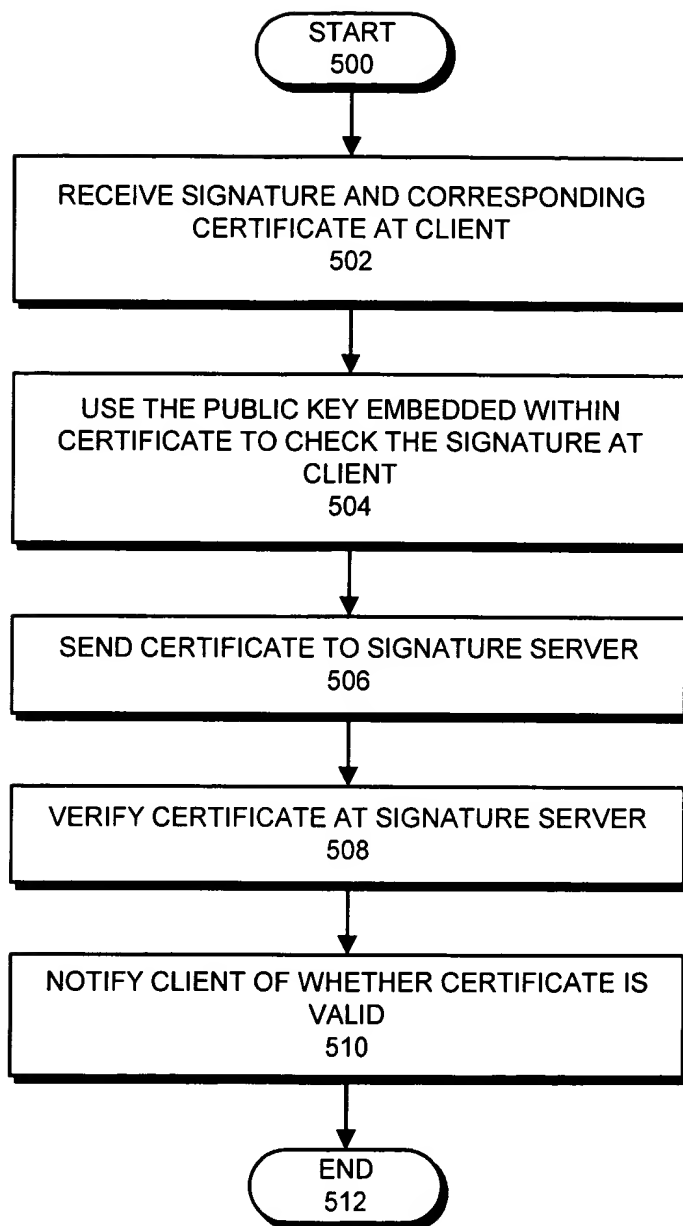 START
500
RECEIVE SIGNATURE AND CORRESPONDING
CERTIFICATE AT CLIENT
502
USE THE PUBLIC KEY EMBEDDED WITHIN
CERTIFICATE TO CHECK THE SIGNATURE AT
CLIENT
504
SEND CERTIFICATE TO SIGNATURE SERVER
506
VERIFY CERTIFICATE AT SIGNATURE SERVER
508
NOTIFY CLIENT OF WHETHER CERTIFICATE IS
VALID
510
END
512